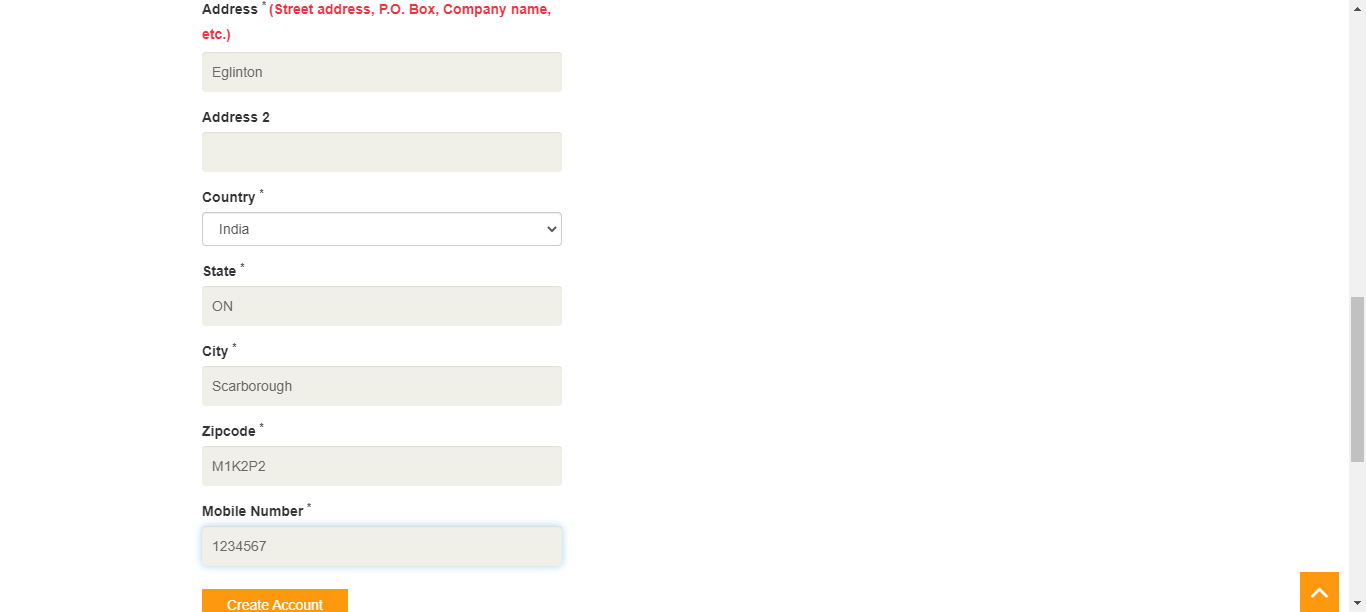 Address * (Street address, P.O. Box, Company name,
etc.)
Eglinton
Address 2
Country *
India
State *
ON
City *
Scarborough
Zipcode *
M1K2P2
Mobile Number *
1234567
Create Account